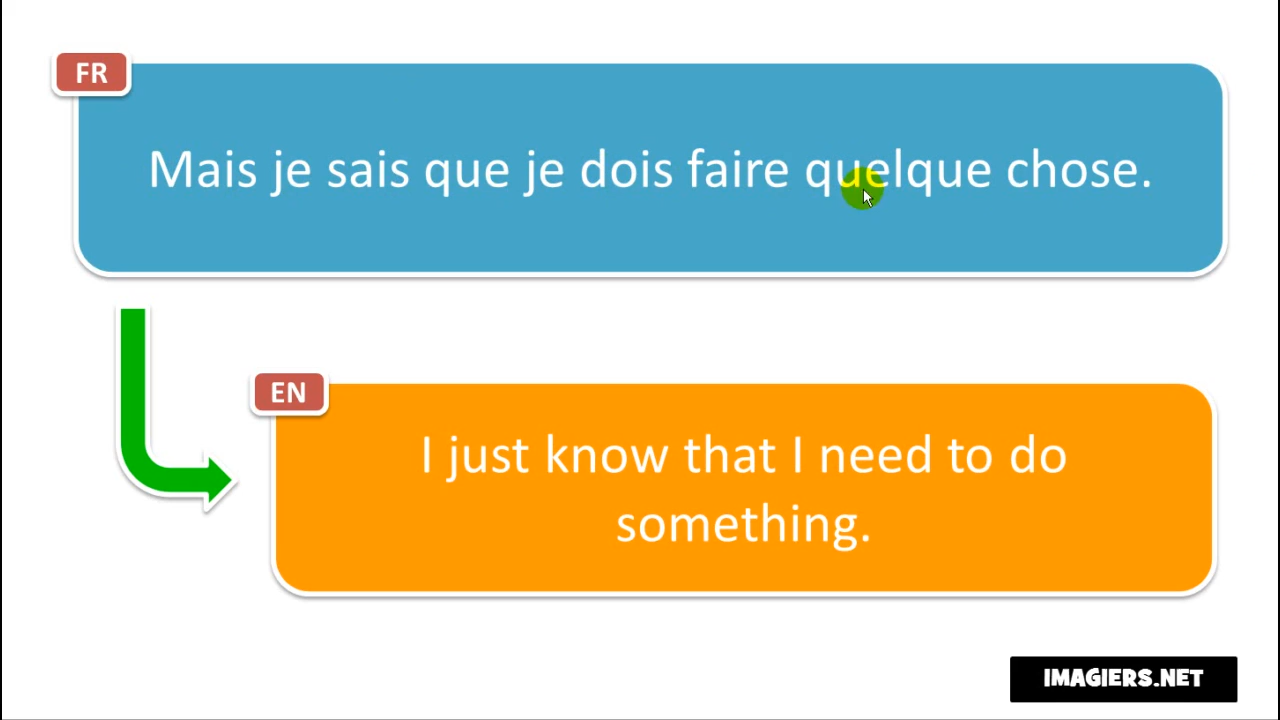 FR
Mais je sais que je dois faire quelque chose.
EN
I just know that I need to do
something.
IMAGIERS.NET